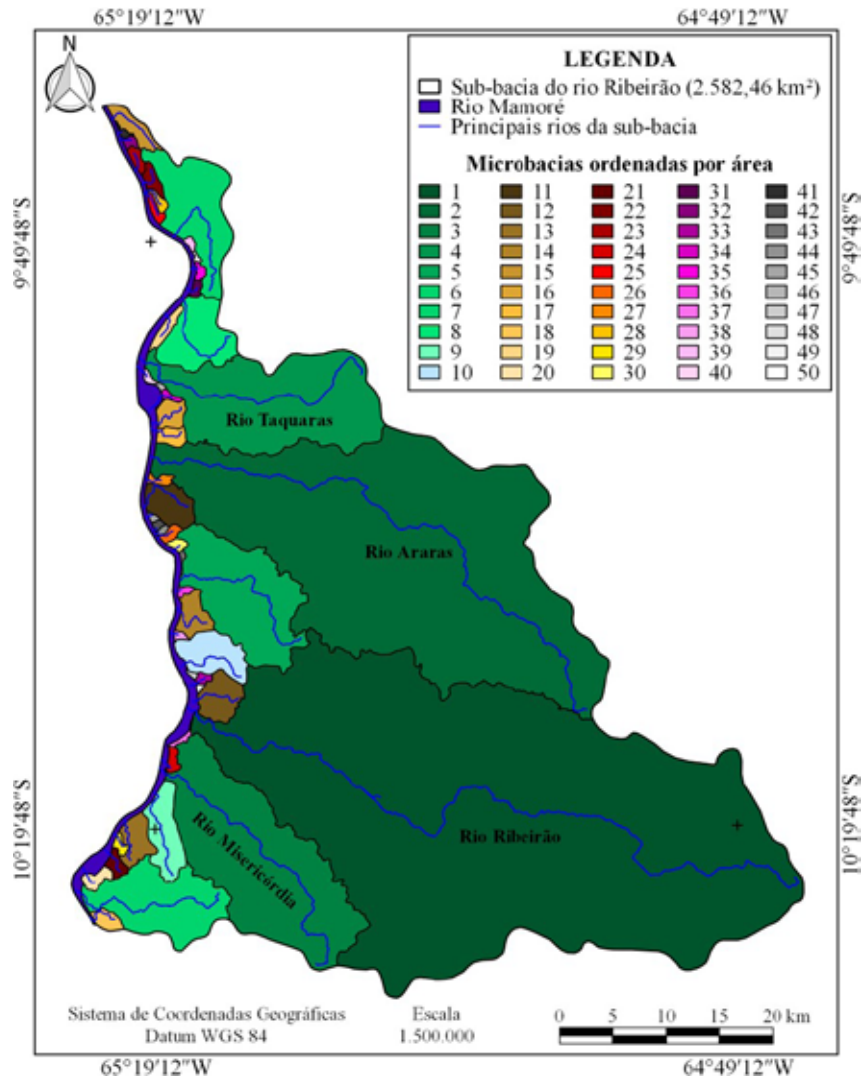 65°19'12"W 64°49'12"W
N
LEGENDA
Sub-bacia do rio Ribeirão (2.582,46 km²)
Rio Mamoré
Principais rios da sub-bacia
Microbacias ordenadas por área
1 11 21 31 41
2 12 22 32 42
3 13 23 33 43
4 14 24 34 44
5 15 25 35 45
6 16 26 36 46
7 17 27 37 47
8 18 28 38 48
9 19 29 39 49
10 20 30 40 50
9°49'48"S 9°49'48"S
Rio Taquaras
Rio Araras
Rio Ribeirão
Rio Misericórdia
10°19'48"S 10°19'48"S
Sistema de Coordenadas Geográficas
Datum WGS 84
Escala
1.500.000
0 5 10 15 20 km
65°19'12"W 64°49'12"W